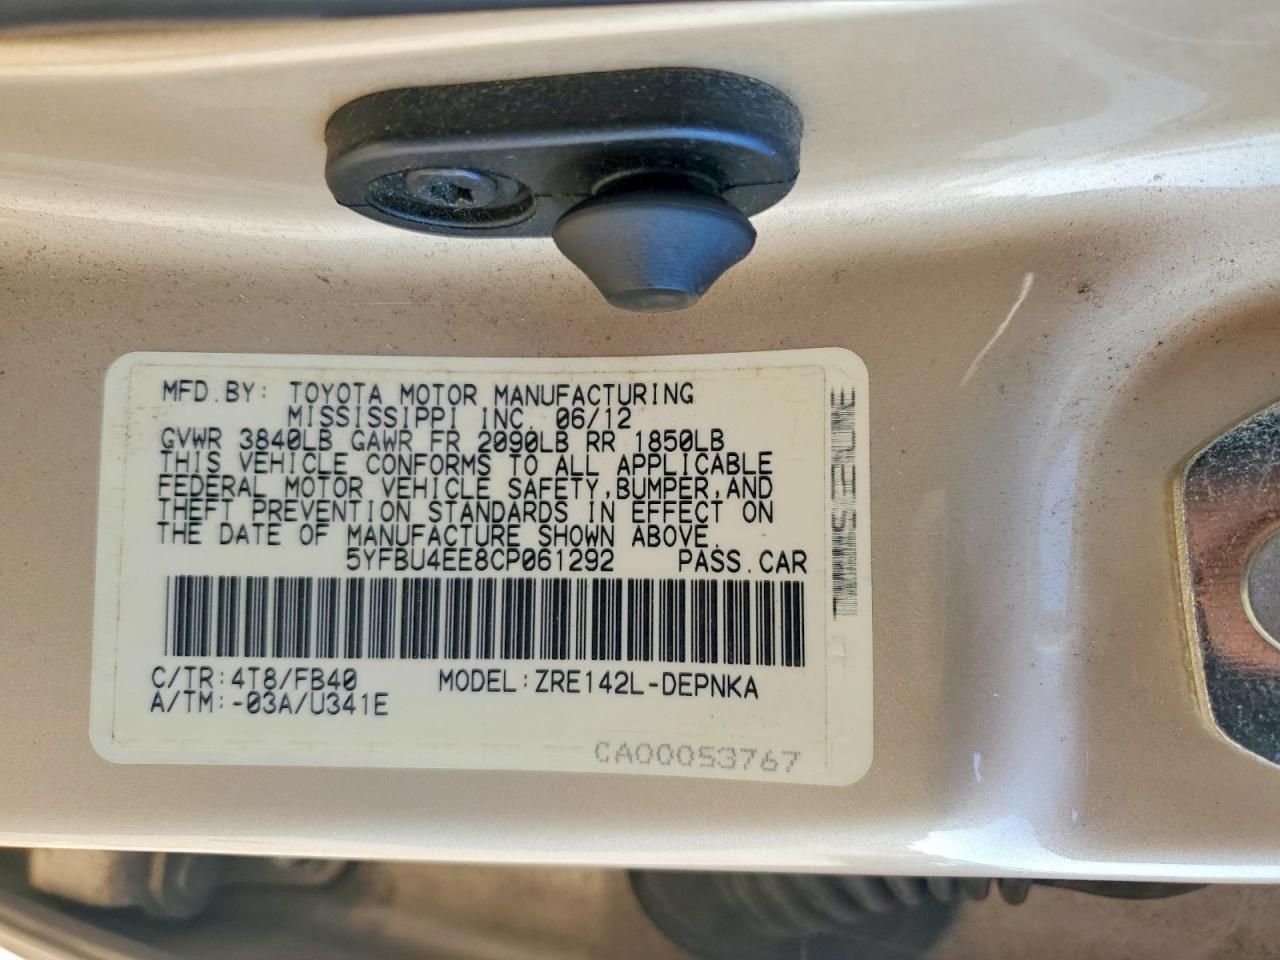 MFD.BY: TOYOTA MOTOR MANUFACTURING
MISSISSIPPI INC. 06/12
GVWR 3840LB GAWR FR 2090LB RR 1850LB
THIS VEHICLE CONFORMS TO ALL APPLICABLE
FEDERAL MOTOR VEHICLE SAFETY,BUMPER,AND
THEFT PREVENTION STANDARDS IN EFFECT ON
THE DATE OF MANUFACTURE SHOWN ABOVE.
5YFBU4EE8CP061292 PASS.CAR
C/TR:4T8/FB40 MODEL:ZRE142L-DEPNKA
A/TM:-03A/U341E
CA00053767